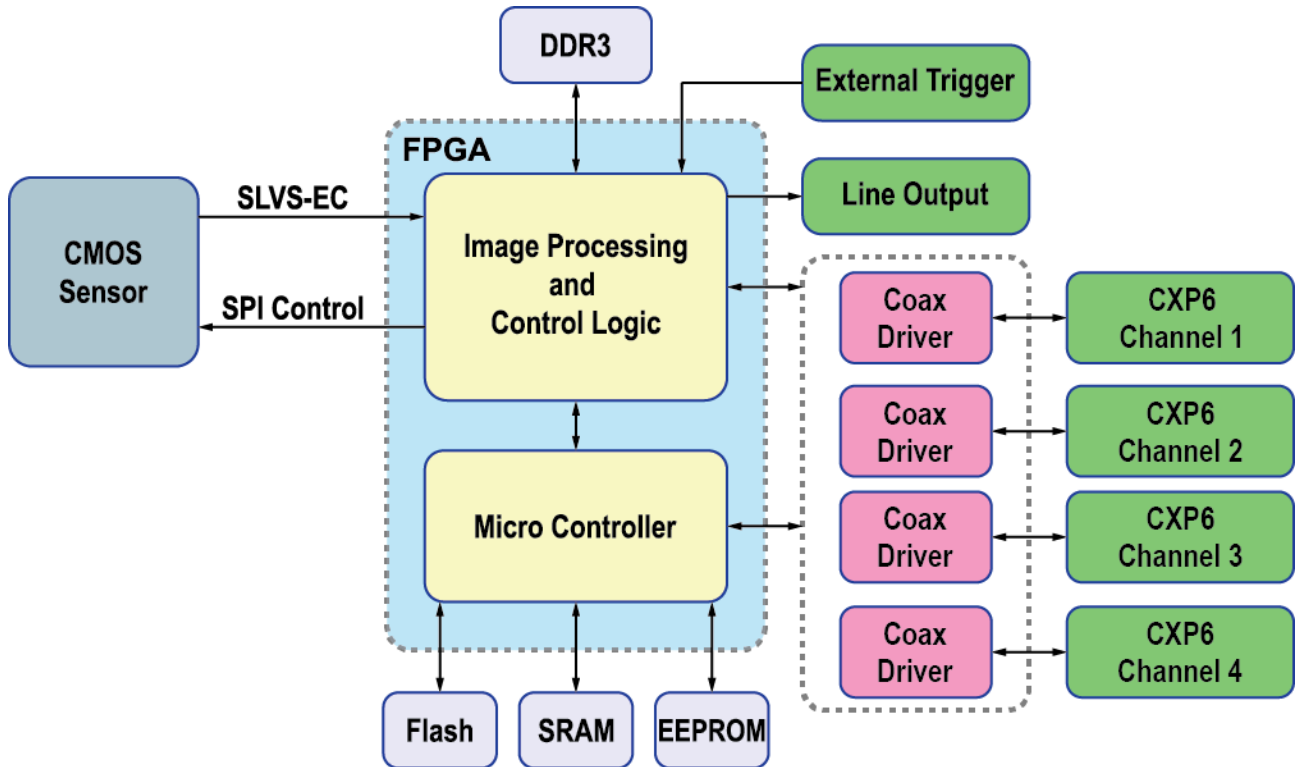 DDR3
External Trigger
FPGA
Line Output
SLVS-EC
CMOS
Sensor
SPI Control
Image Processing
and
Control Logic
Coax
Driver
CXP6
Channel 1
Coax
Driver
CXP6
Channel 2
Micro Controller
Coax
Driver
CXP6
Channel 3
Coax
Driver
CXP6
Channel 4
Flash
SRAM
EEPROM